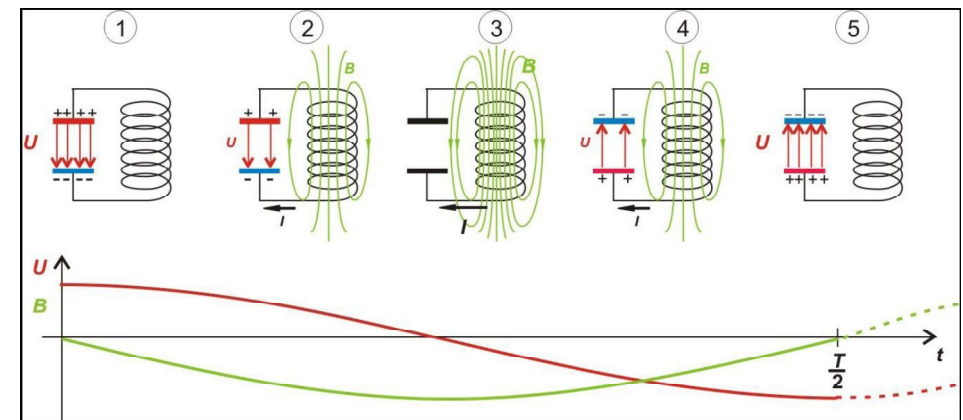 1 2 3 4 5
B B B
++ ++ + + - - -- --
U U U U
-- -- - - + + ++ ++
I I I
U
B
T
2
t